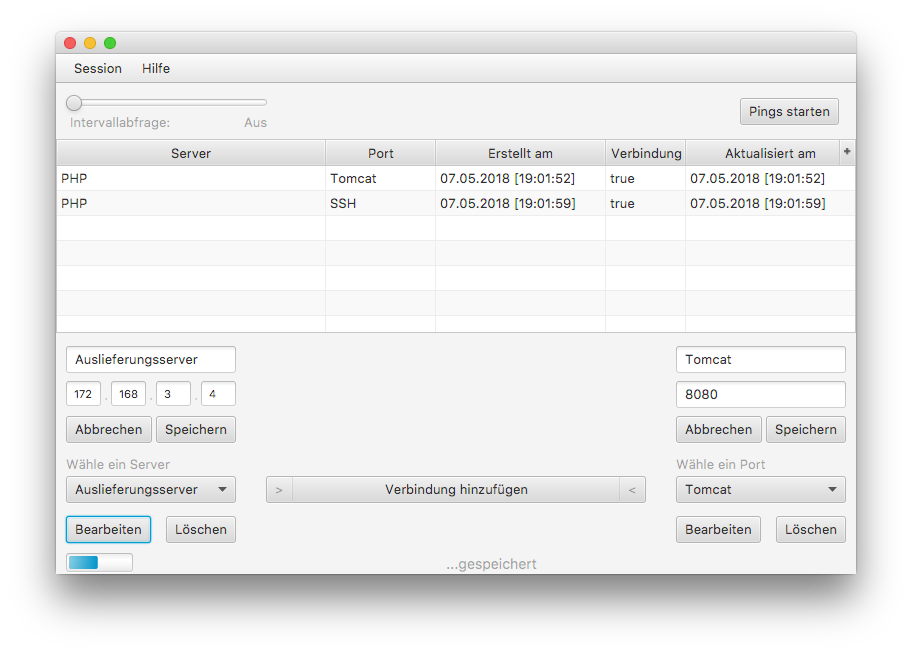 Session Hilfe
Intervallabfrage: Aus Pings starten
Server Port Erstellt am Verbindung Aktualisiert am +
PHP Tomcat 07.05.2018 [19:01:52] true 07.05.2018 [19:01:52]
PHP SSH 07.05.2018 [19:01:59] true 07.05.2018 [19:01:59]
Auslieferungsserver Tomcat
172 . 168 . 3 . 4 8080
Abbrechen Speichern Abbrechen Speichern
Wähle ein Server Wähle ein Port
Auslieferungsserver > Verbindung hinzufügen < Tomcat
Bearbeiten Löschen Bearbeiten Löschen
...gespeichert